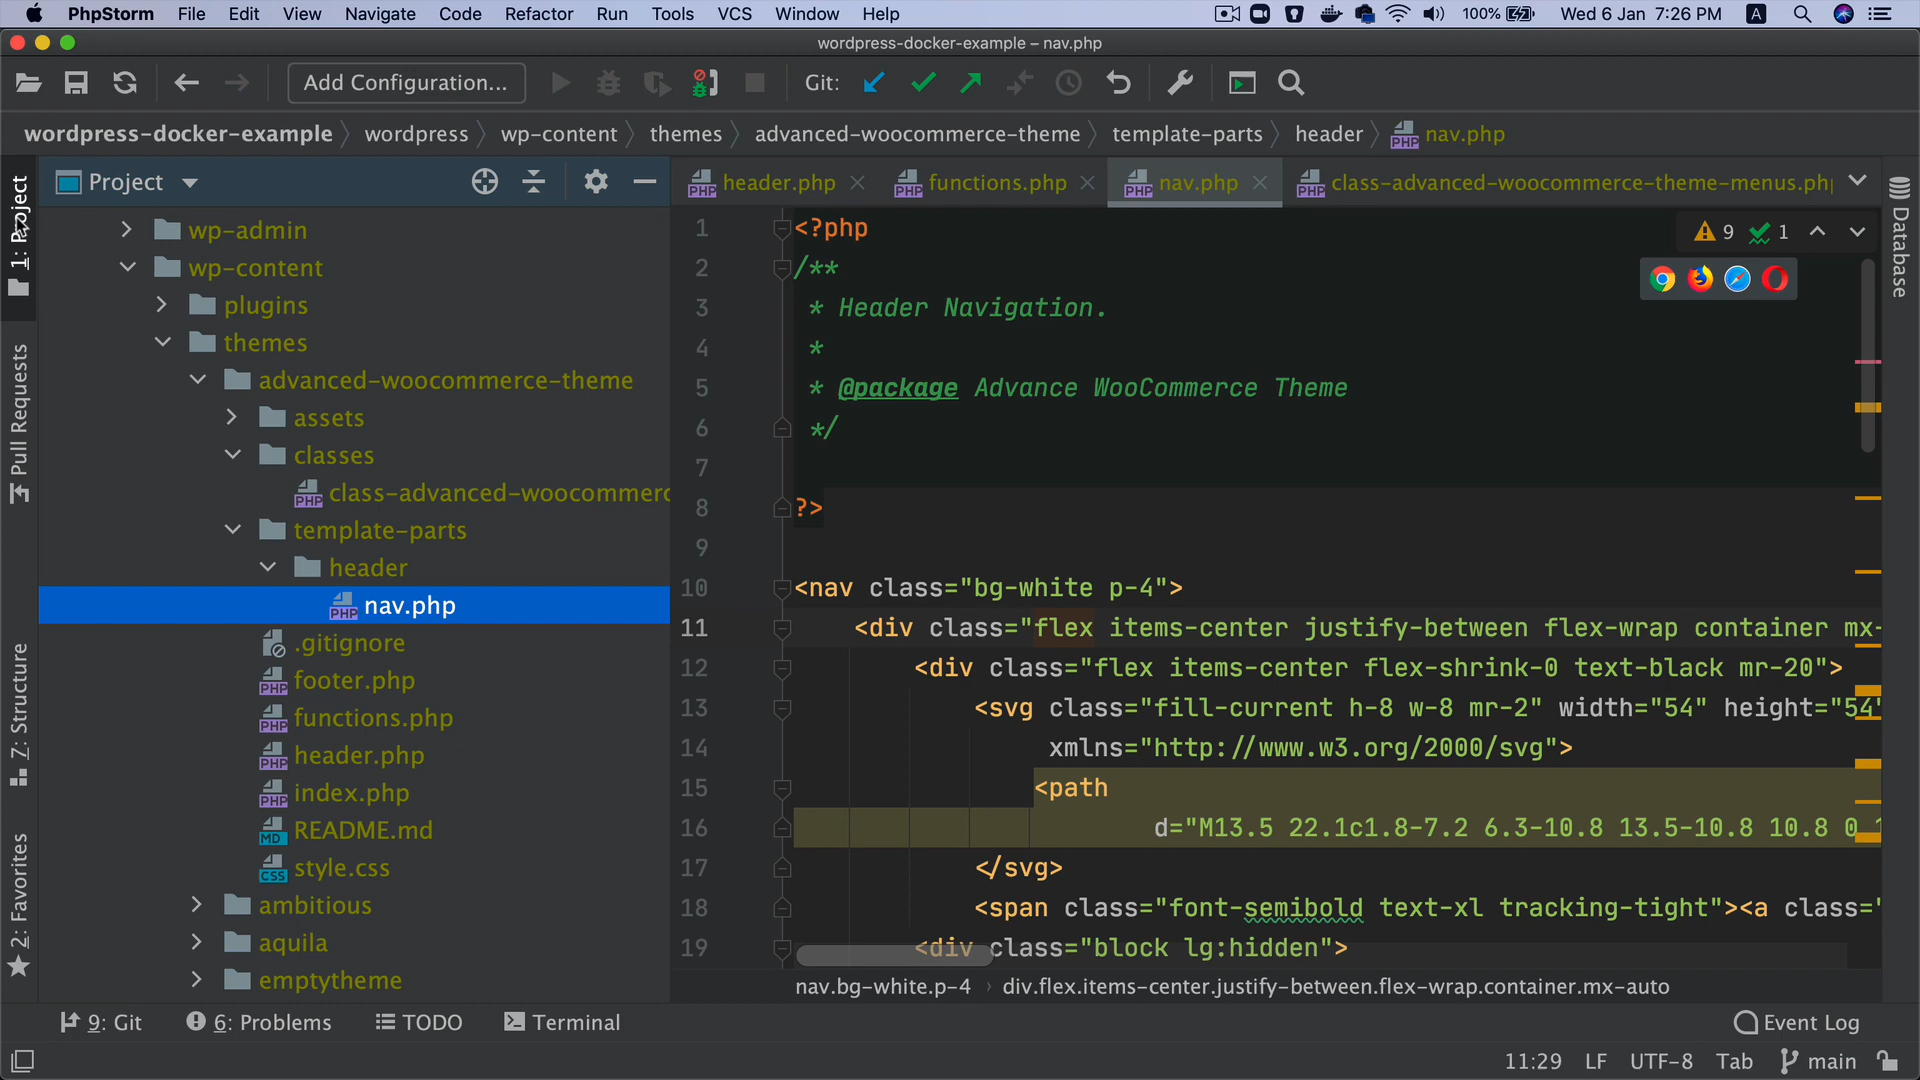 PhpStorm File Edit View Navigate Code Refactor Run Tools VCS Window Help 100% Wed 6 Jan 7:26 PM A
wordpress-docker-example – nav.php
Add Configuration... Git:
wordpress-docker-example wordpress wp-content themes advanced-woocommerce-theme template-parts header nav.php
Project
header.php functions.php nav.php class-advanced-woocommerce-theme-menus.ph
1: Project
Pull Requests
Z: Structure
2: Favorites
wp-admin
wp-content
plugins
themes
advanced-woocommerce-theme
assets
classes
class-advanced-woocommerc
template-parts
header
nav.php
.gitignore
footer.php
functions.php
header.php
index.php
README.md
style.css
ambitious
aquila
emptytheme
9 1
1 <?php
2 /**
3 * Header Navigation.
4 *
5 * @package Advance WooCommerce Theme
6 */
7
8 ?>
9
10 <nav class="bg-white p-4">
11 <div class="flex items-center justify-between flex-wrap container mx-
12 <div class="flex items-center flex-shrink-0 text-black mr-20">
13 <svg class="fill-current h-8 w-8 mr-2" width="54" height="54"
14 xmlns="http://www.w3.org/2000/svg">
15 <path
16 d="M13.5 22.1c1.8-7.2 6.3-10.8 13.5-10.8 10.8 0
17 </svg>
18 <span class="font-semibold text-xl tracking-tight"><a class="
19 <div class="block lg:hidden">
Database
nav.bg-white.p-4 › div.flex.items-center.justify-between.flex-wrap.container.mx-auto
9: Git 6: Problems TODO Terminal Event Log
11:29 LF UTF-8 Tab main